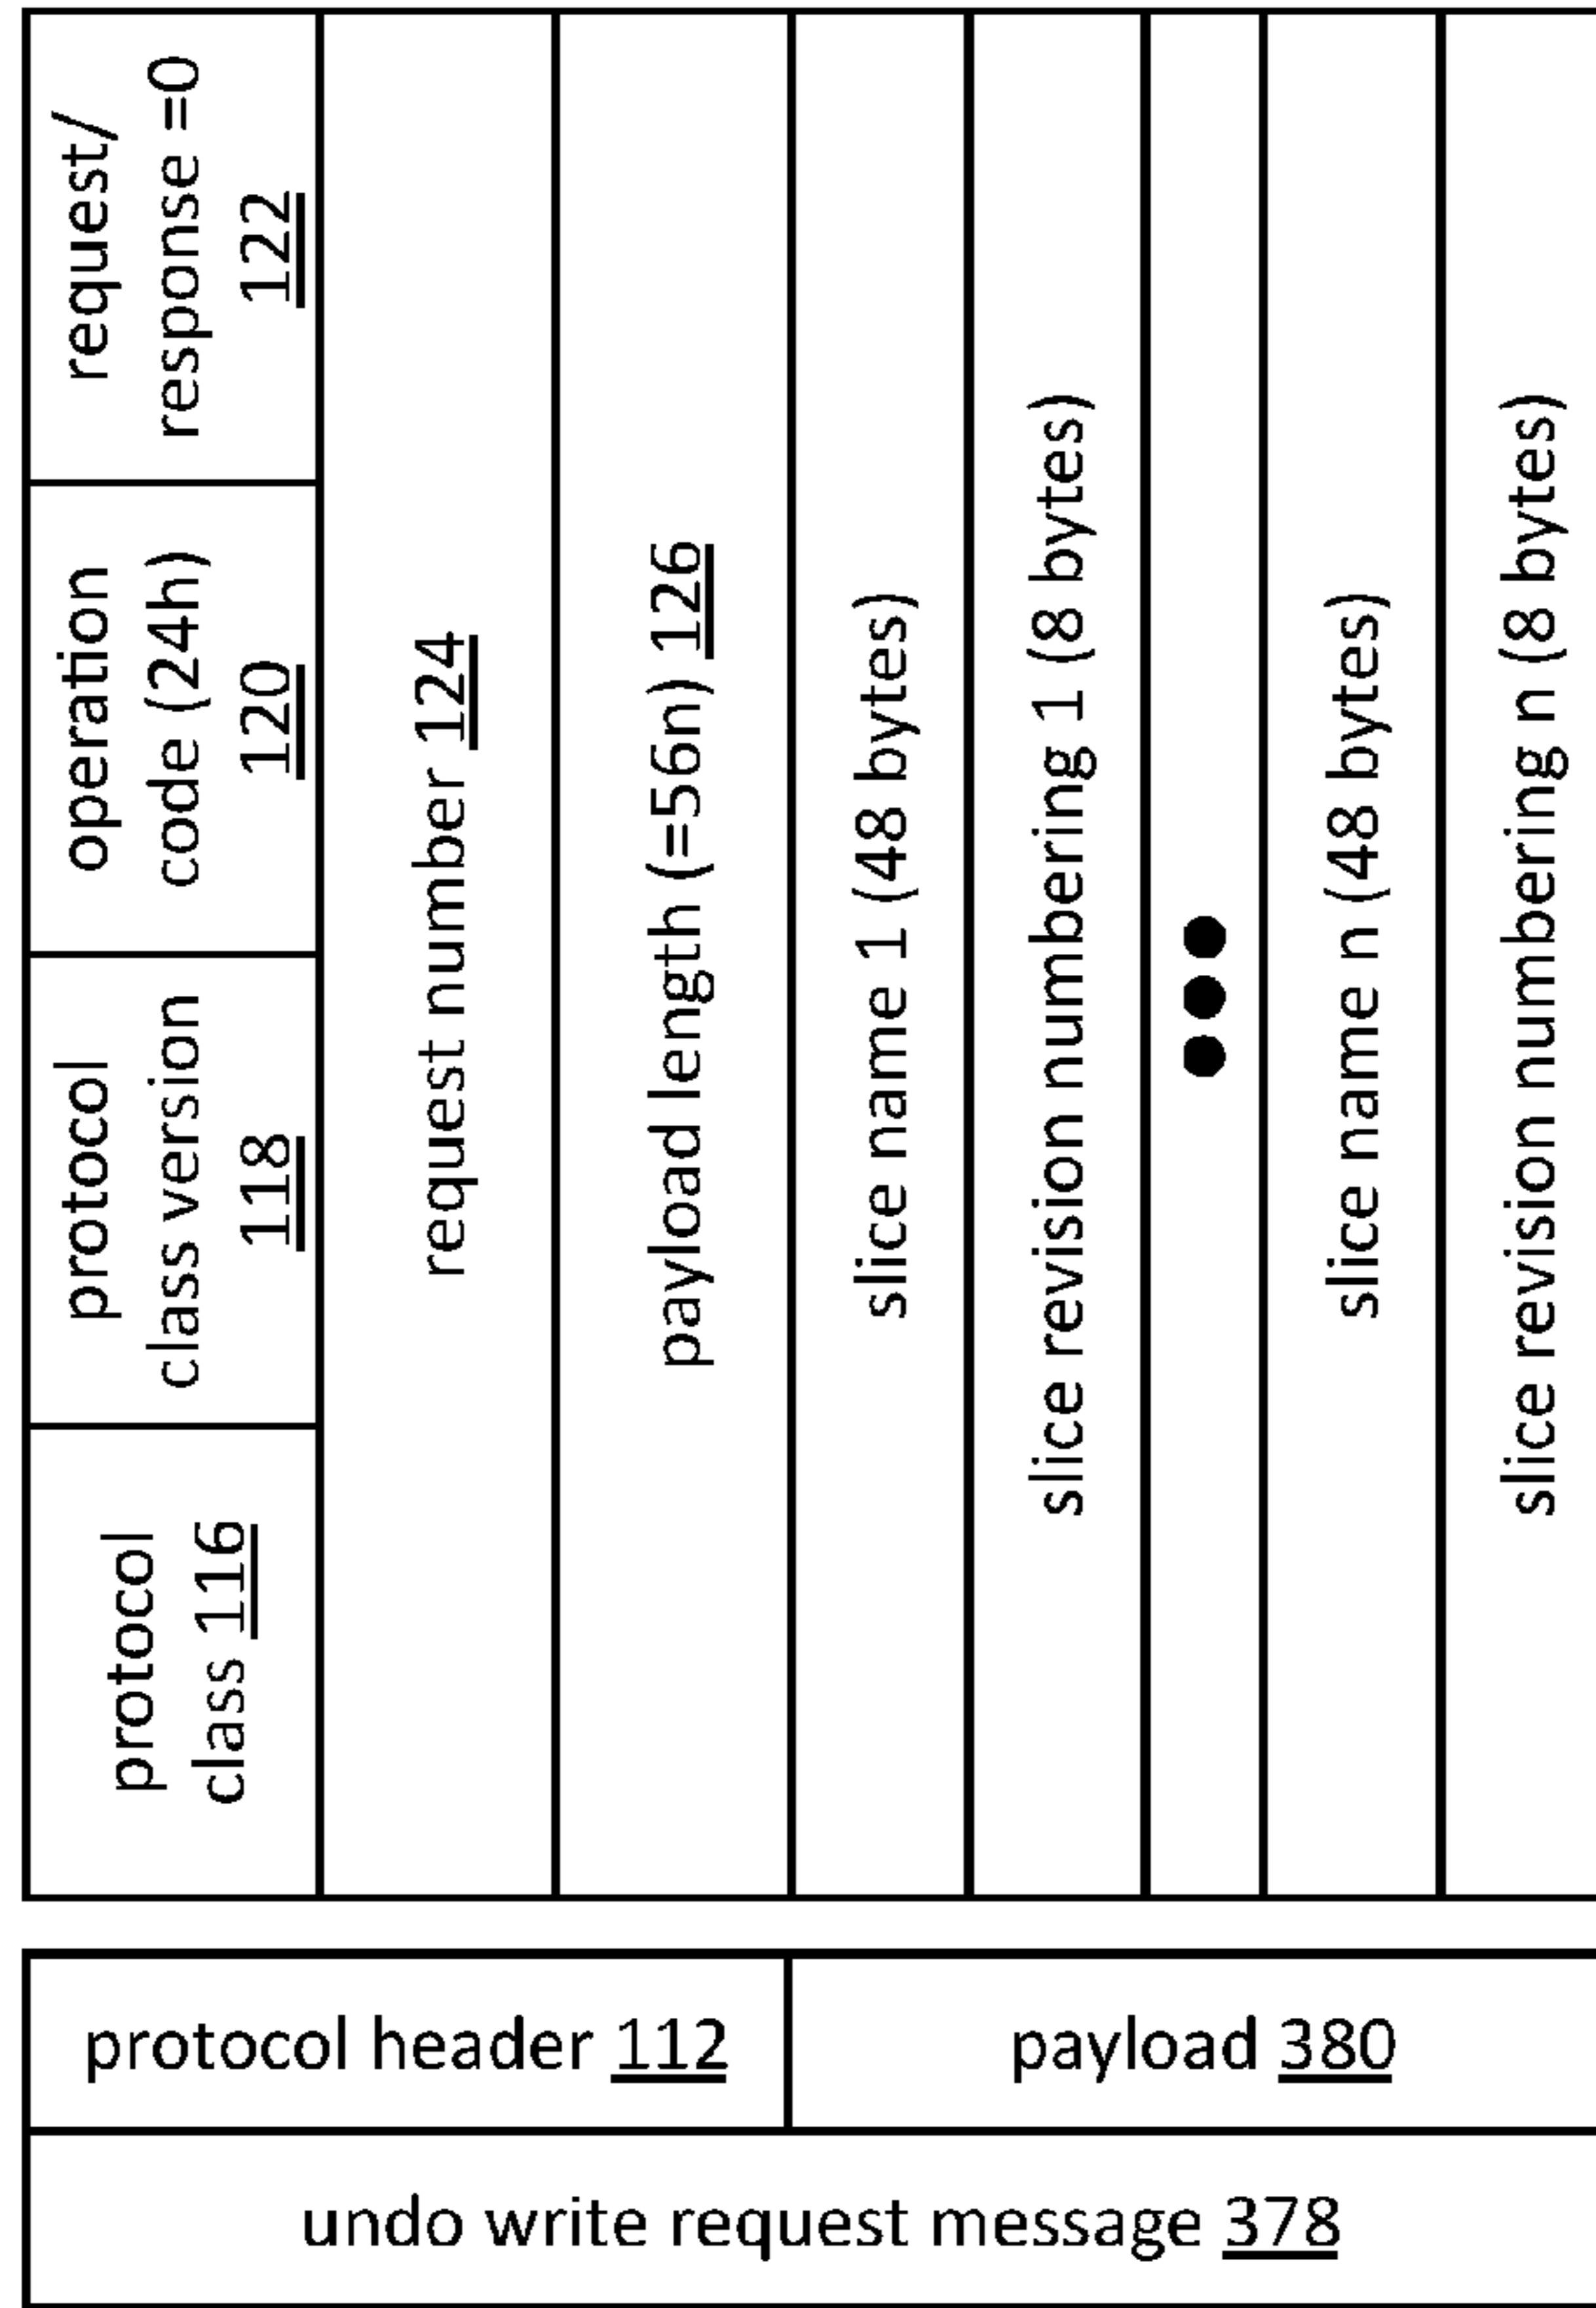 protocol
class 116
protocol
class version
118
operation
code (24h)
120
request/
response =0
122
request number 124
payload length (=56n) 126
slice name 1 (48 bytes)
slice revision numbering 1 (8 bytes)
slice name n (48 bytes)
slice revision numbering n (8 bytes)
protocol header 112
payload 380
undo write request message 378